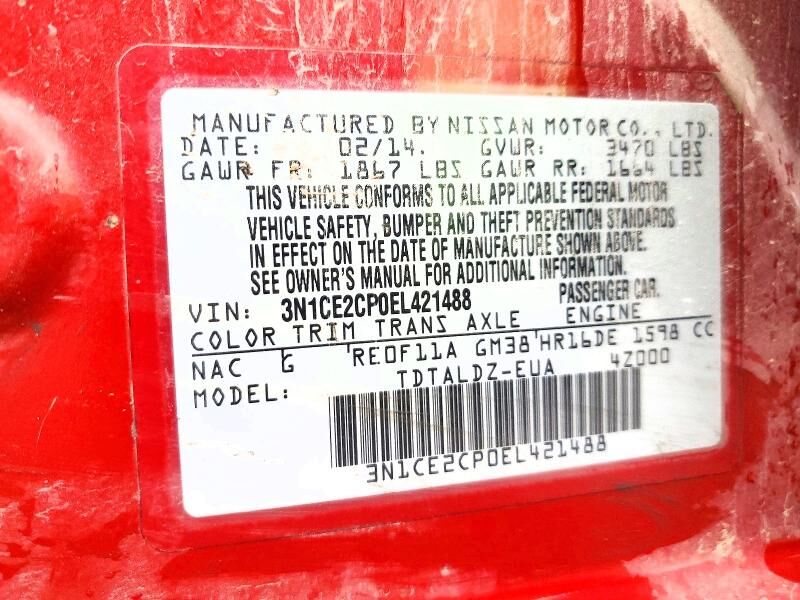 MANUFACTURED BY NISSAN MOTOR CO., LTD.
DATE: 02/14. GVWR: 3470 LBS
GAWR FR: 1867 LBS GAWR RR: 1664 LBS
THIS VEHICLE CONFORMS TO ALL APPLICABLE FEDERAL MOTOR
VEHICLE SAFETY, BUMPER AND THEFT PREVENTION STANDARDS
IN EFFECT ON THE DATE OF MANUFACTURE SHOWN ABOVE.
SEE OWNER'S MANUAL FOR ADDITIONAL INFORMATION.
VIN: 3N1CE2CP0EL421488 PASSENGER CAR.
COLOR TRIM TRANS AXLE ENGINE
NAC G RE0F11A GM38 HR16DE 1598 CC
MODEL: TDTALDZ-EUA 4Z000
3N1CE2CP0EL421488